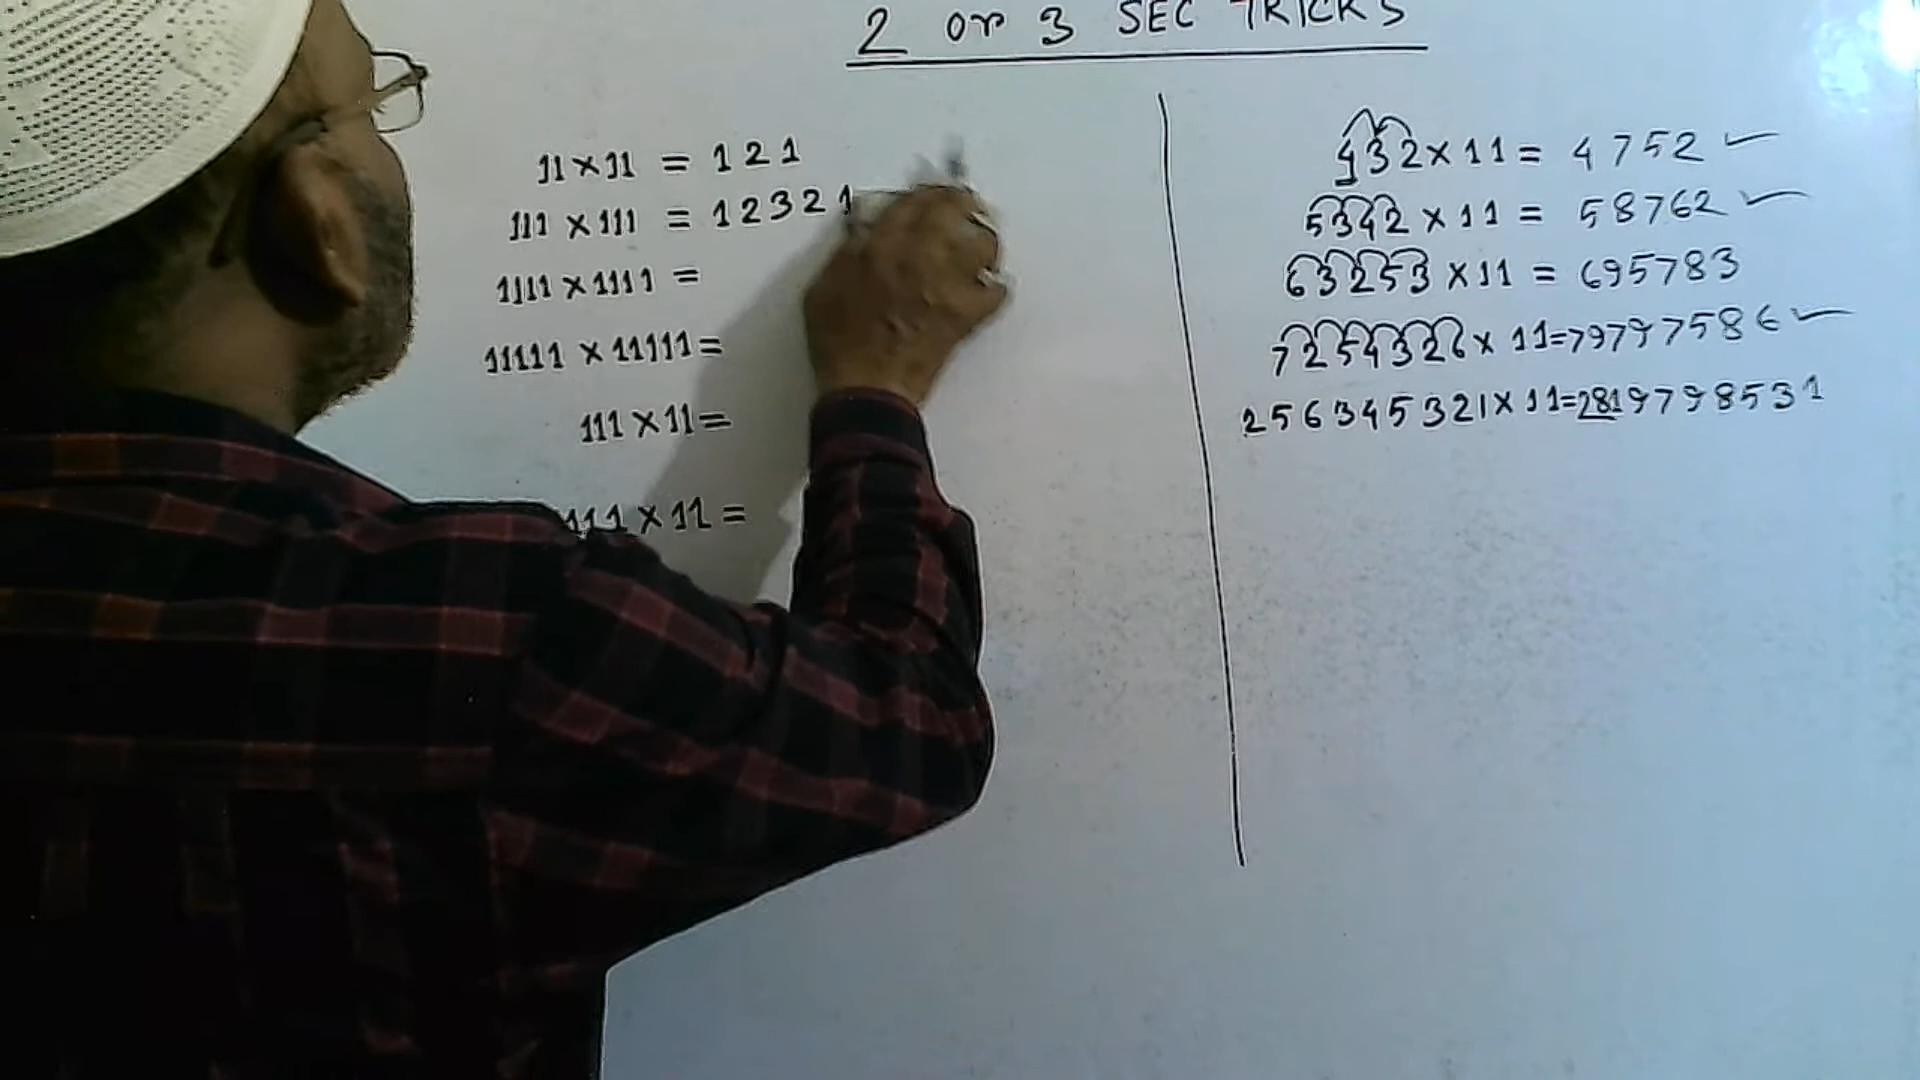 2 or 3 SEC TRICKS
11 × 11 = 121
111 × 111 = 12321
1111 × 1111 =
11111 × 11111 =
111 × 11 =
111 × 11 =
432 × 11 = 4752
5342 × 11 = 58762
63253 × 11 = 695783
7254326 × 11 = 79797586
256345321 × 11 = 2819798531